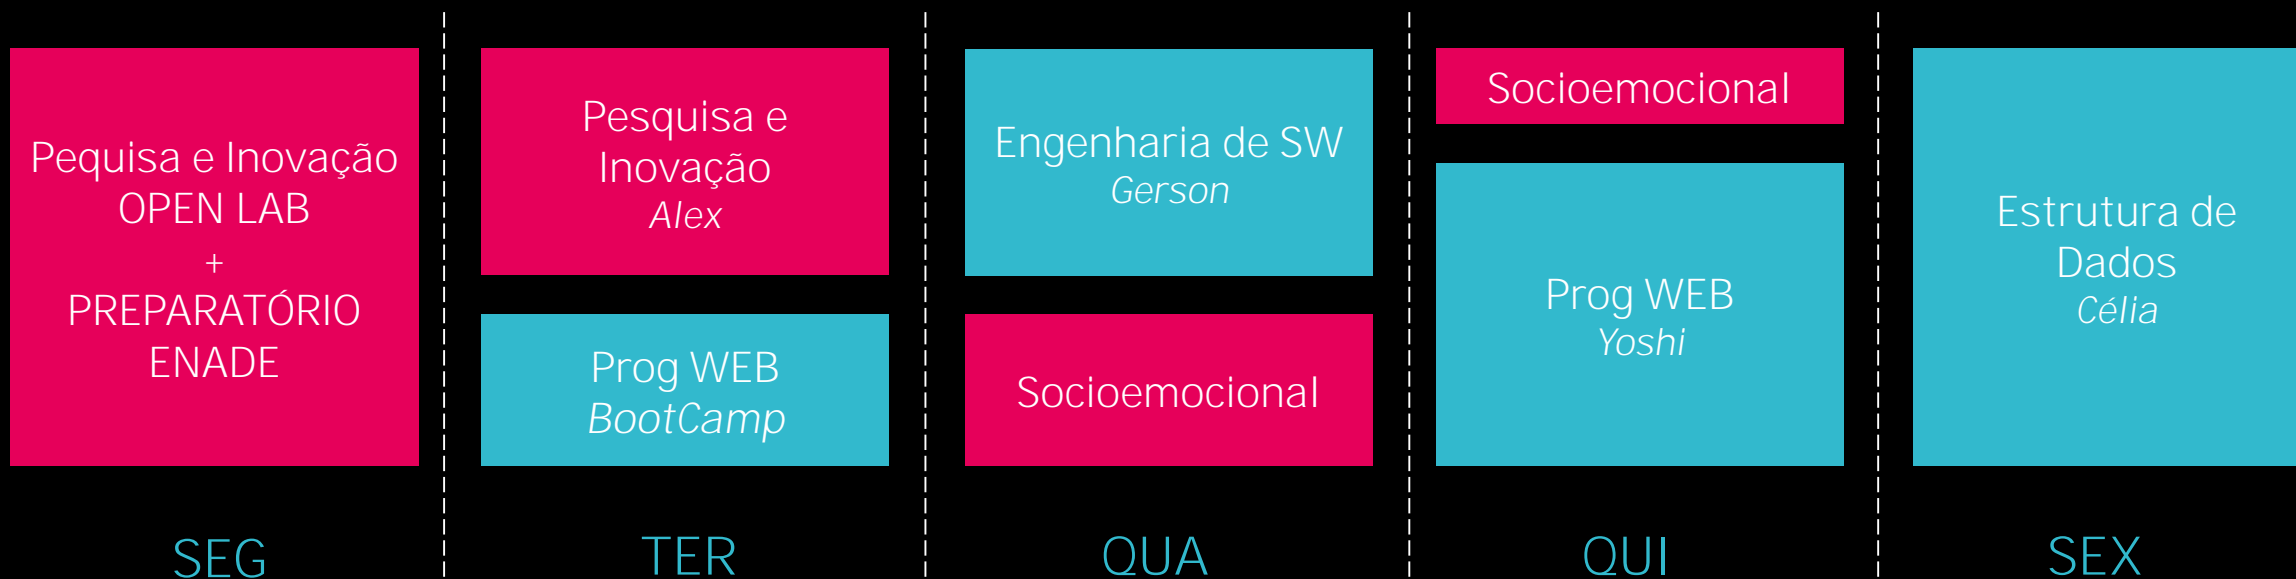 Pequisa e Inovação
OPEN LAB
+
PREPARATÓRIO
ENADE
SEG
Pesquisa e
Inovação
Alex
Prog WEB
BootCamp
TER
Engenharia de SW
Gerson
Socioemocional
QUA
Socioemocional
Prog WEB
Yoshi
QUI
Estrutura de
Dados
Célia
SEX